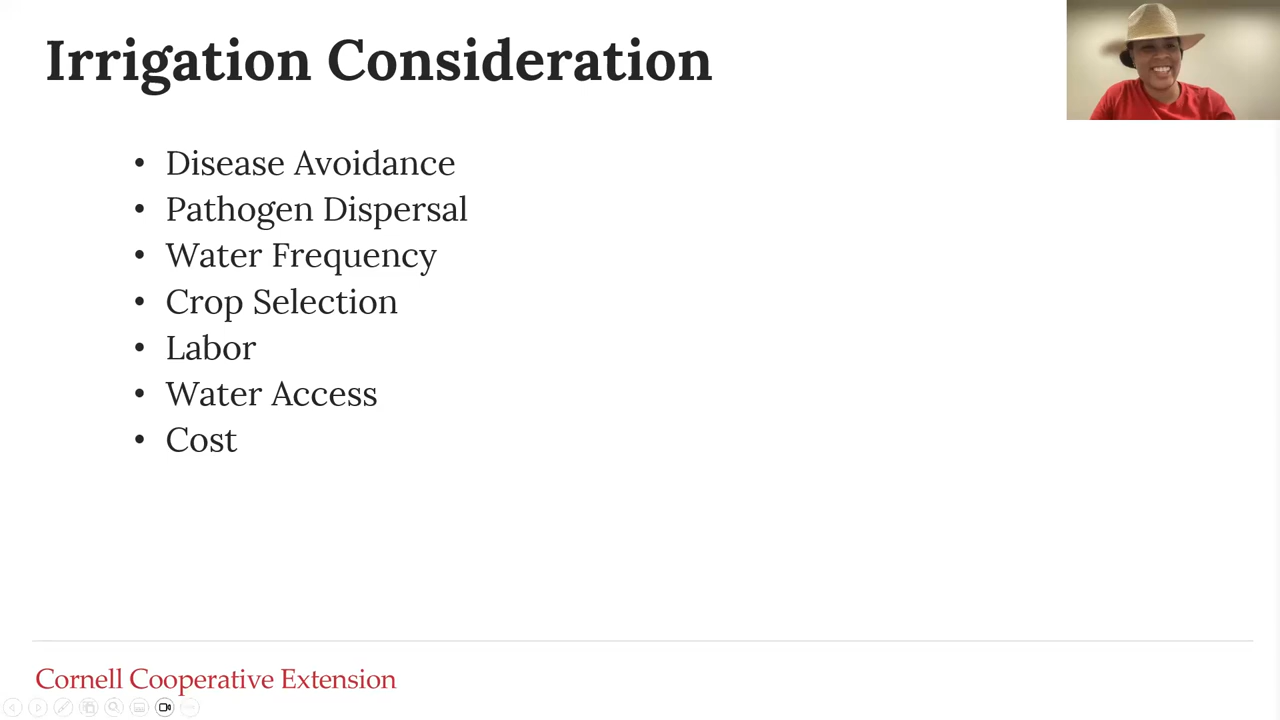 Irrigation Consideration
• Disease Avoidance
• Pathogen Dispersal
• Water Frequency
• Crop Selection
• Labor
• Water Access
• Cost
Cornell Cooperative Extension